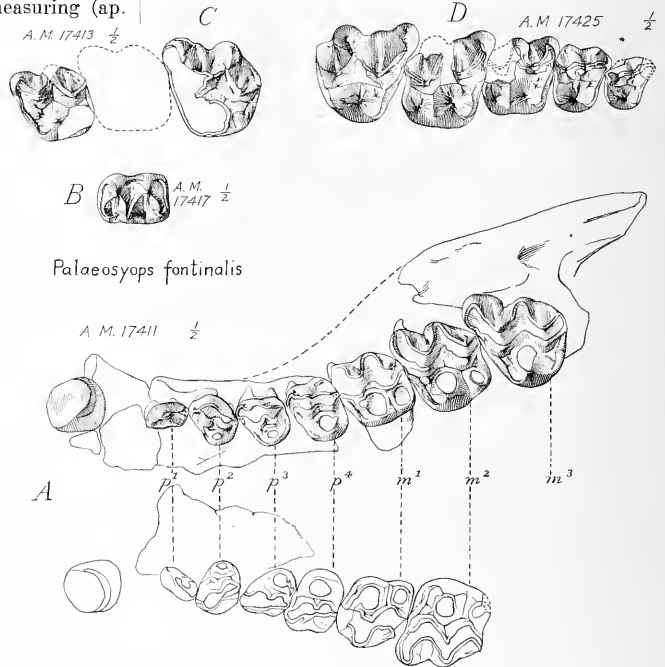 measuring (ap.
C
A. M. 17413 1/2
D
A. M. 17425 1/2
B
A. M. 17417 1/2
Palaeosyops fontinalis
A M. 17411 1/2
p¹ p² p³ p⁴ m¹ m² m³
A